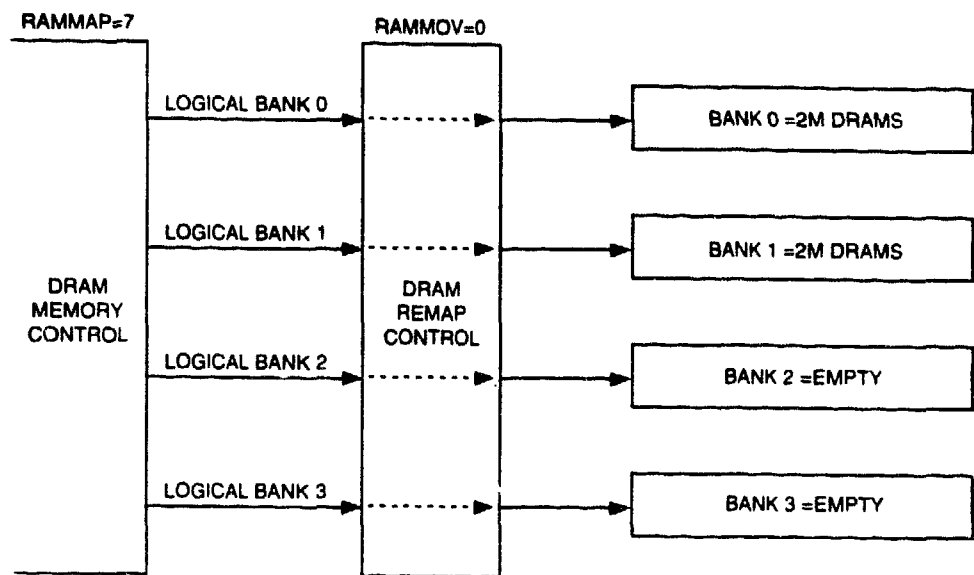 RAMMAP=7
RAMMOV=0
LOGICAL BANK 0
BANK 0 =2M DRAMS
LOGICAL BANK 1
BANK 1 =2M DRAMS
DRAM
MEMORY
CONTROL
DRAM
REMAP
CONTROL
LOGICAL BANK 2
BANK 2 =EMPTY
LOGICAL BANK 3
BANK 3 =EMPTY